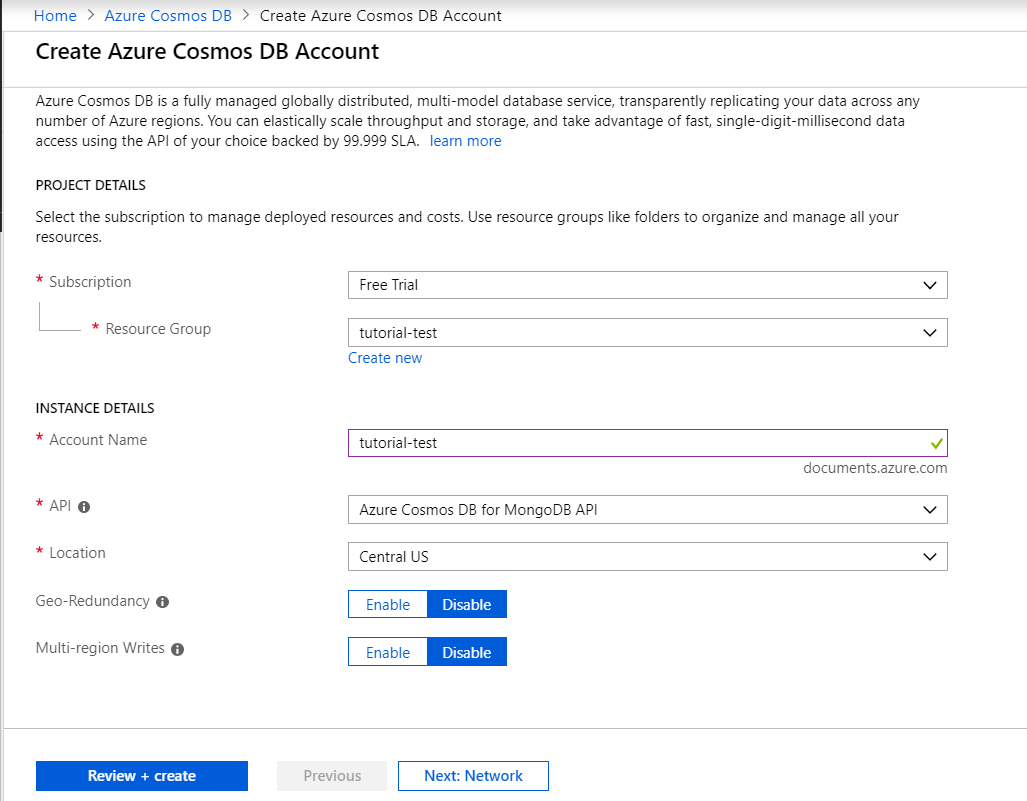 Home > Azure Cosmos DB > Create Azure Cosmos DB Account
Create Azure Cosmos DB Account
Azure Cosmos DB is a fully managed globally distributed, multi-model database service, transparently replicating your data across any
number of Azure regions. You can elastically scale throughput and storage, and take advantage of fast, single-digit-millisecond data
access using the API of your choice backed by 99.999 SLA. learn more
PROJECT DETAILS
Select the subscription to manage deployed resources and costs. Use resource groups like folders to organize and manage all your
resources.
* Subscription
Free Trial
* Resource Group
tutorial-test
Create new
INSTANCE DETAILS
* Account Name
tutorial-test
documents.azure.com
* API
Azure Cosmos DB for MongoDB API
* Location
Central US
Geo-Redundancy
Enable Disable
Multi-region Writes
Enable Disable
Review + create Previous Next: Network